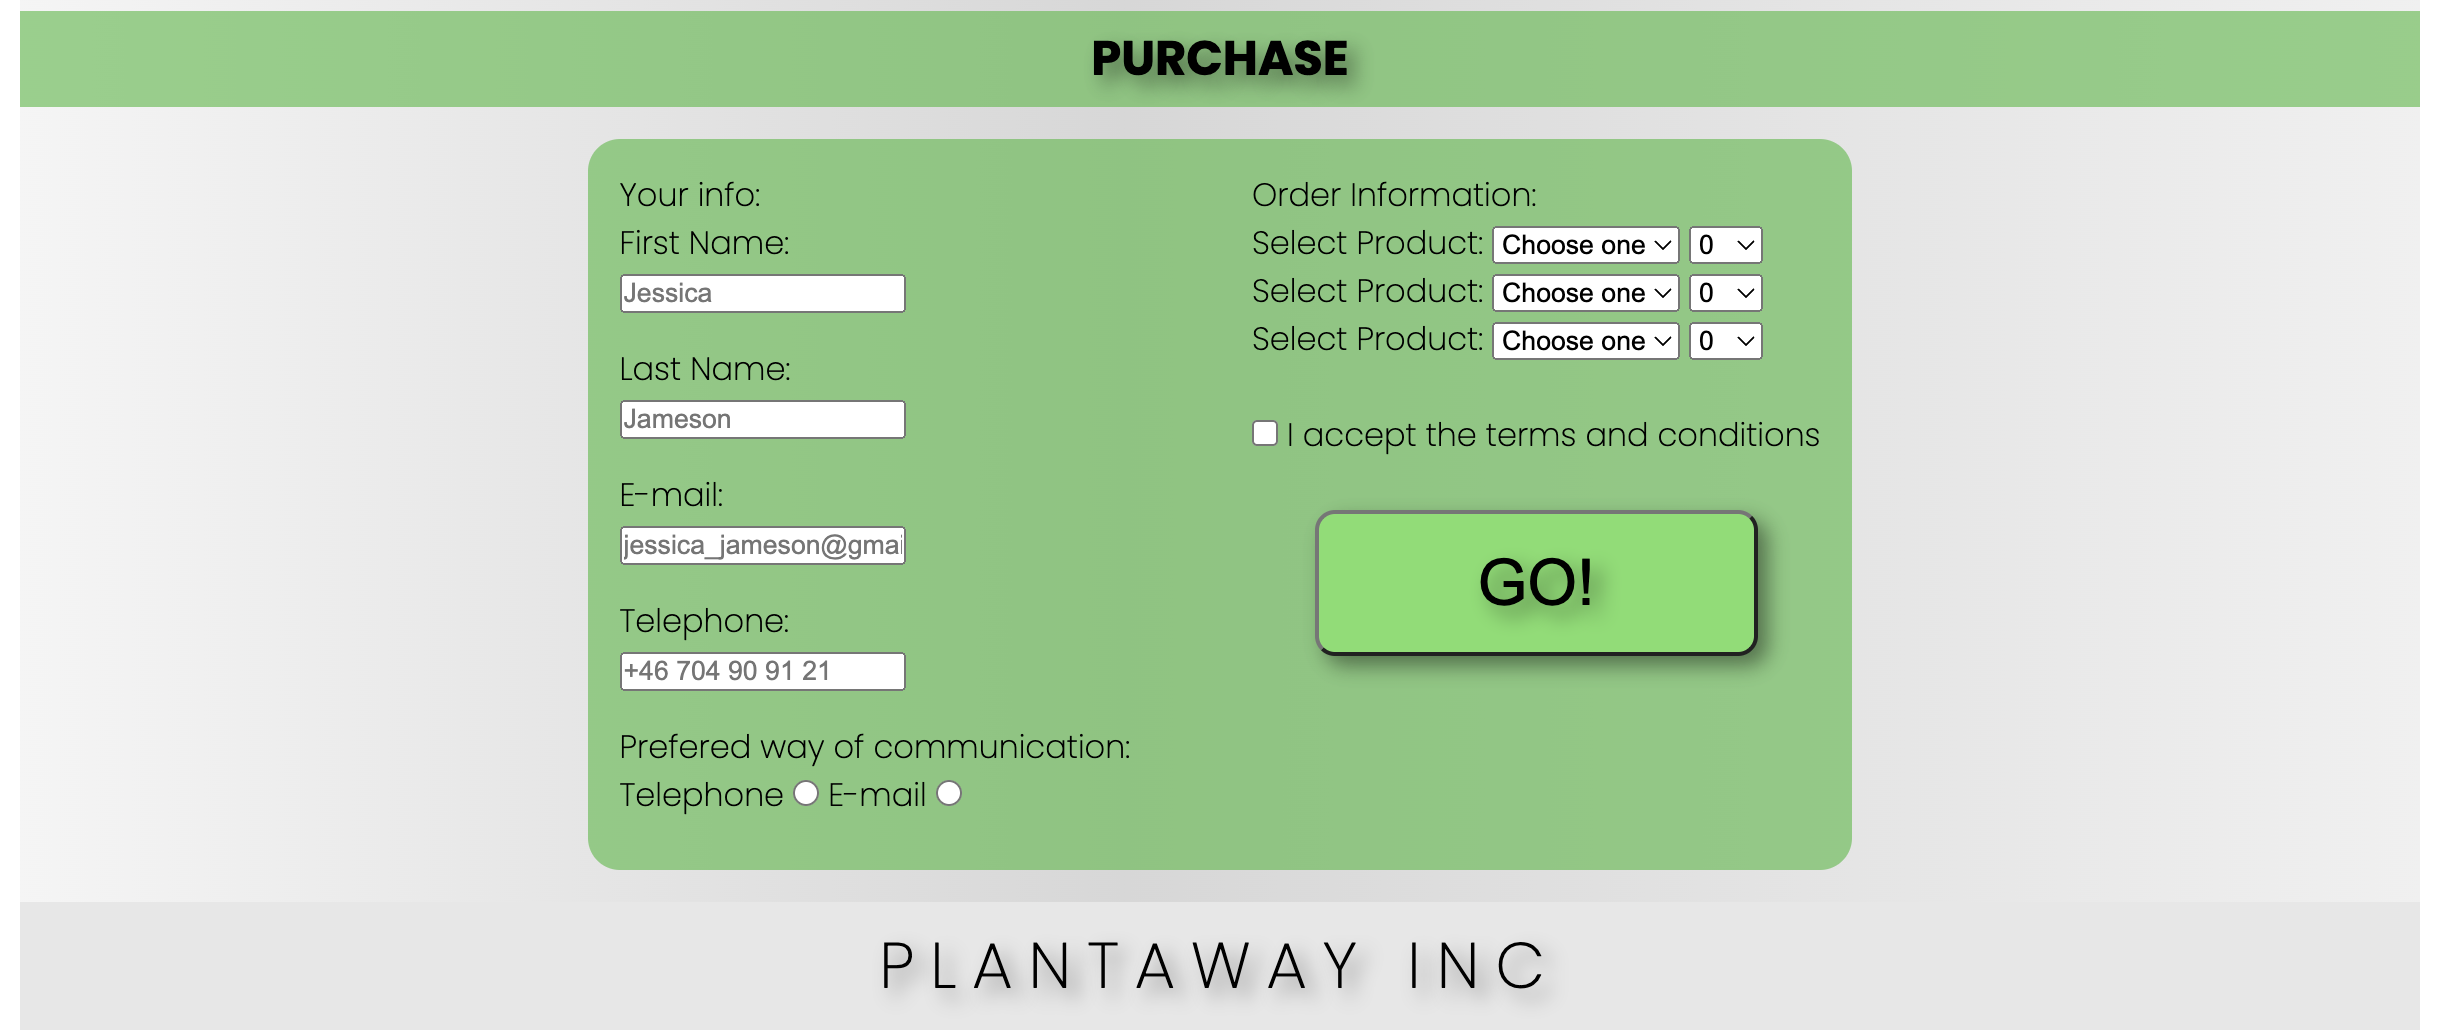 PURCHASE
Your info:
First Name:
Jessica
Last Name:
Jameson
E-mail:
jessica_jameson@gmai
Telephone:
+46 704 90 91 21
Prefered way of communication:
Telephone E-mail
Order Information:
Select Product: Choose one 0
Select Product: Choose one 0
Select Product: Choose one 0
I accept the terms and conditions
GO!
PLANTAWAY INC